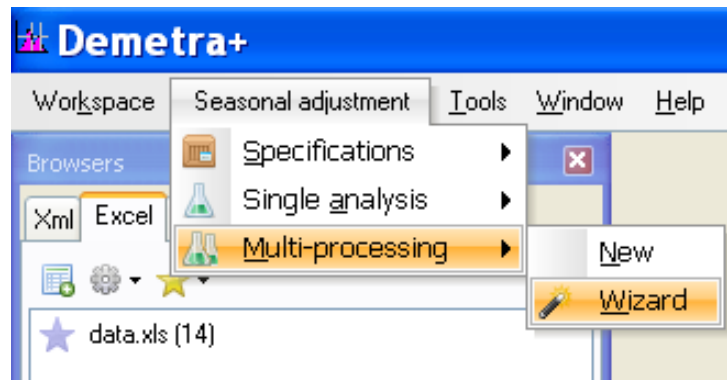 Demetra+
Workspace Seasonal adjustment Tools Window Help
Browsers Specifications
Xml Excel Single analysis
Multi-processing New
Wizard
data.xls (14)